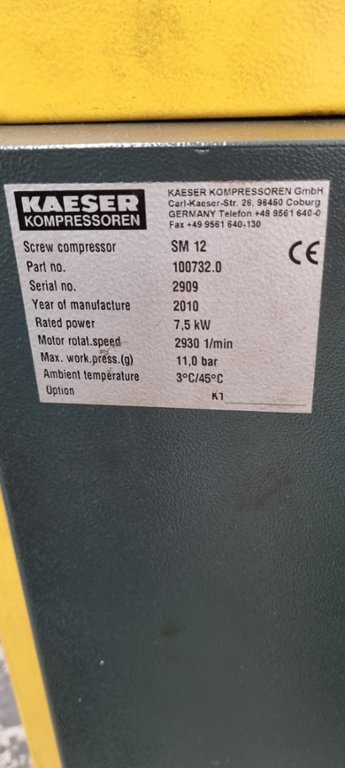 KAESER
KOMPRESSOREN
KAESER KOMPRESSOREN GmbH
Carl-Kaeser-Str. 26, 96450 Coburg
GERMANY Telefon +49 9561 640-0
Fax +49 9561 640-130
CE
Screw compressor SM 12
Part no. 100732.0
Serial no. 2909
Year of manufacture 2010
Rated power 7,5 kW
Motor rotat.speed 2930 1/min
Max. work.press.(g) 11,0 bar
Ambient temperature 3°C/45°C
Option K1